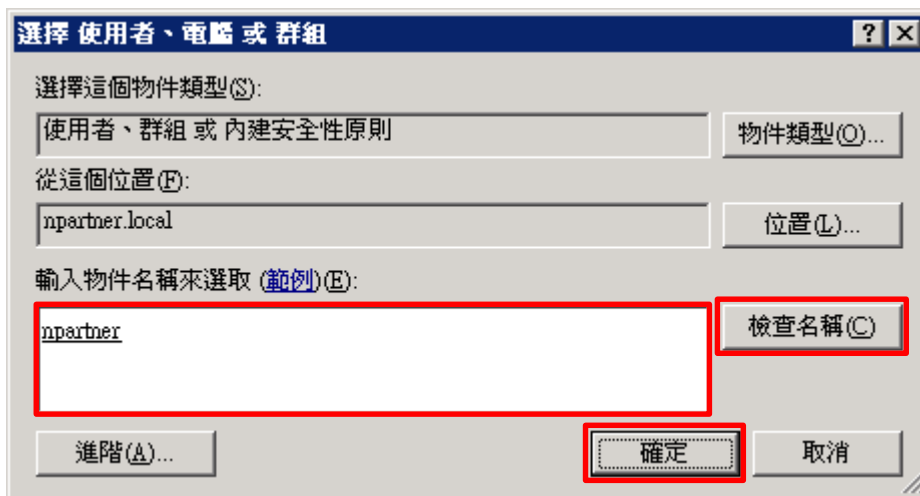 選擇 使用者、電腦 或 群組
選擇這個物件類型(S):
使用者、群組 或 內建安全性原則
物件類型(O)...
從這個位置(F):
npartner.local
位置(L)...
輸入物件名稱來選取 (範例)(E):
npartner
檢查名稱(C)
進階(A)...
確定
取消